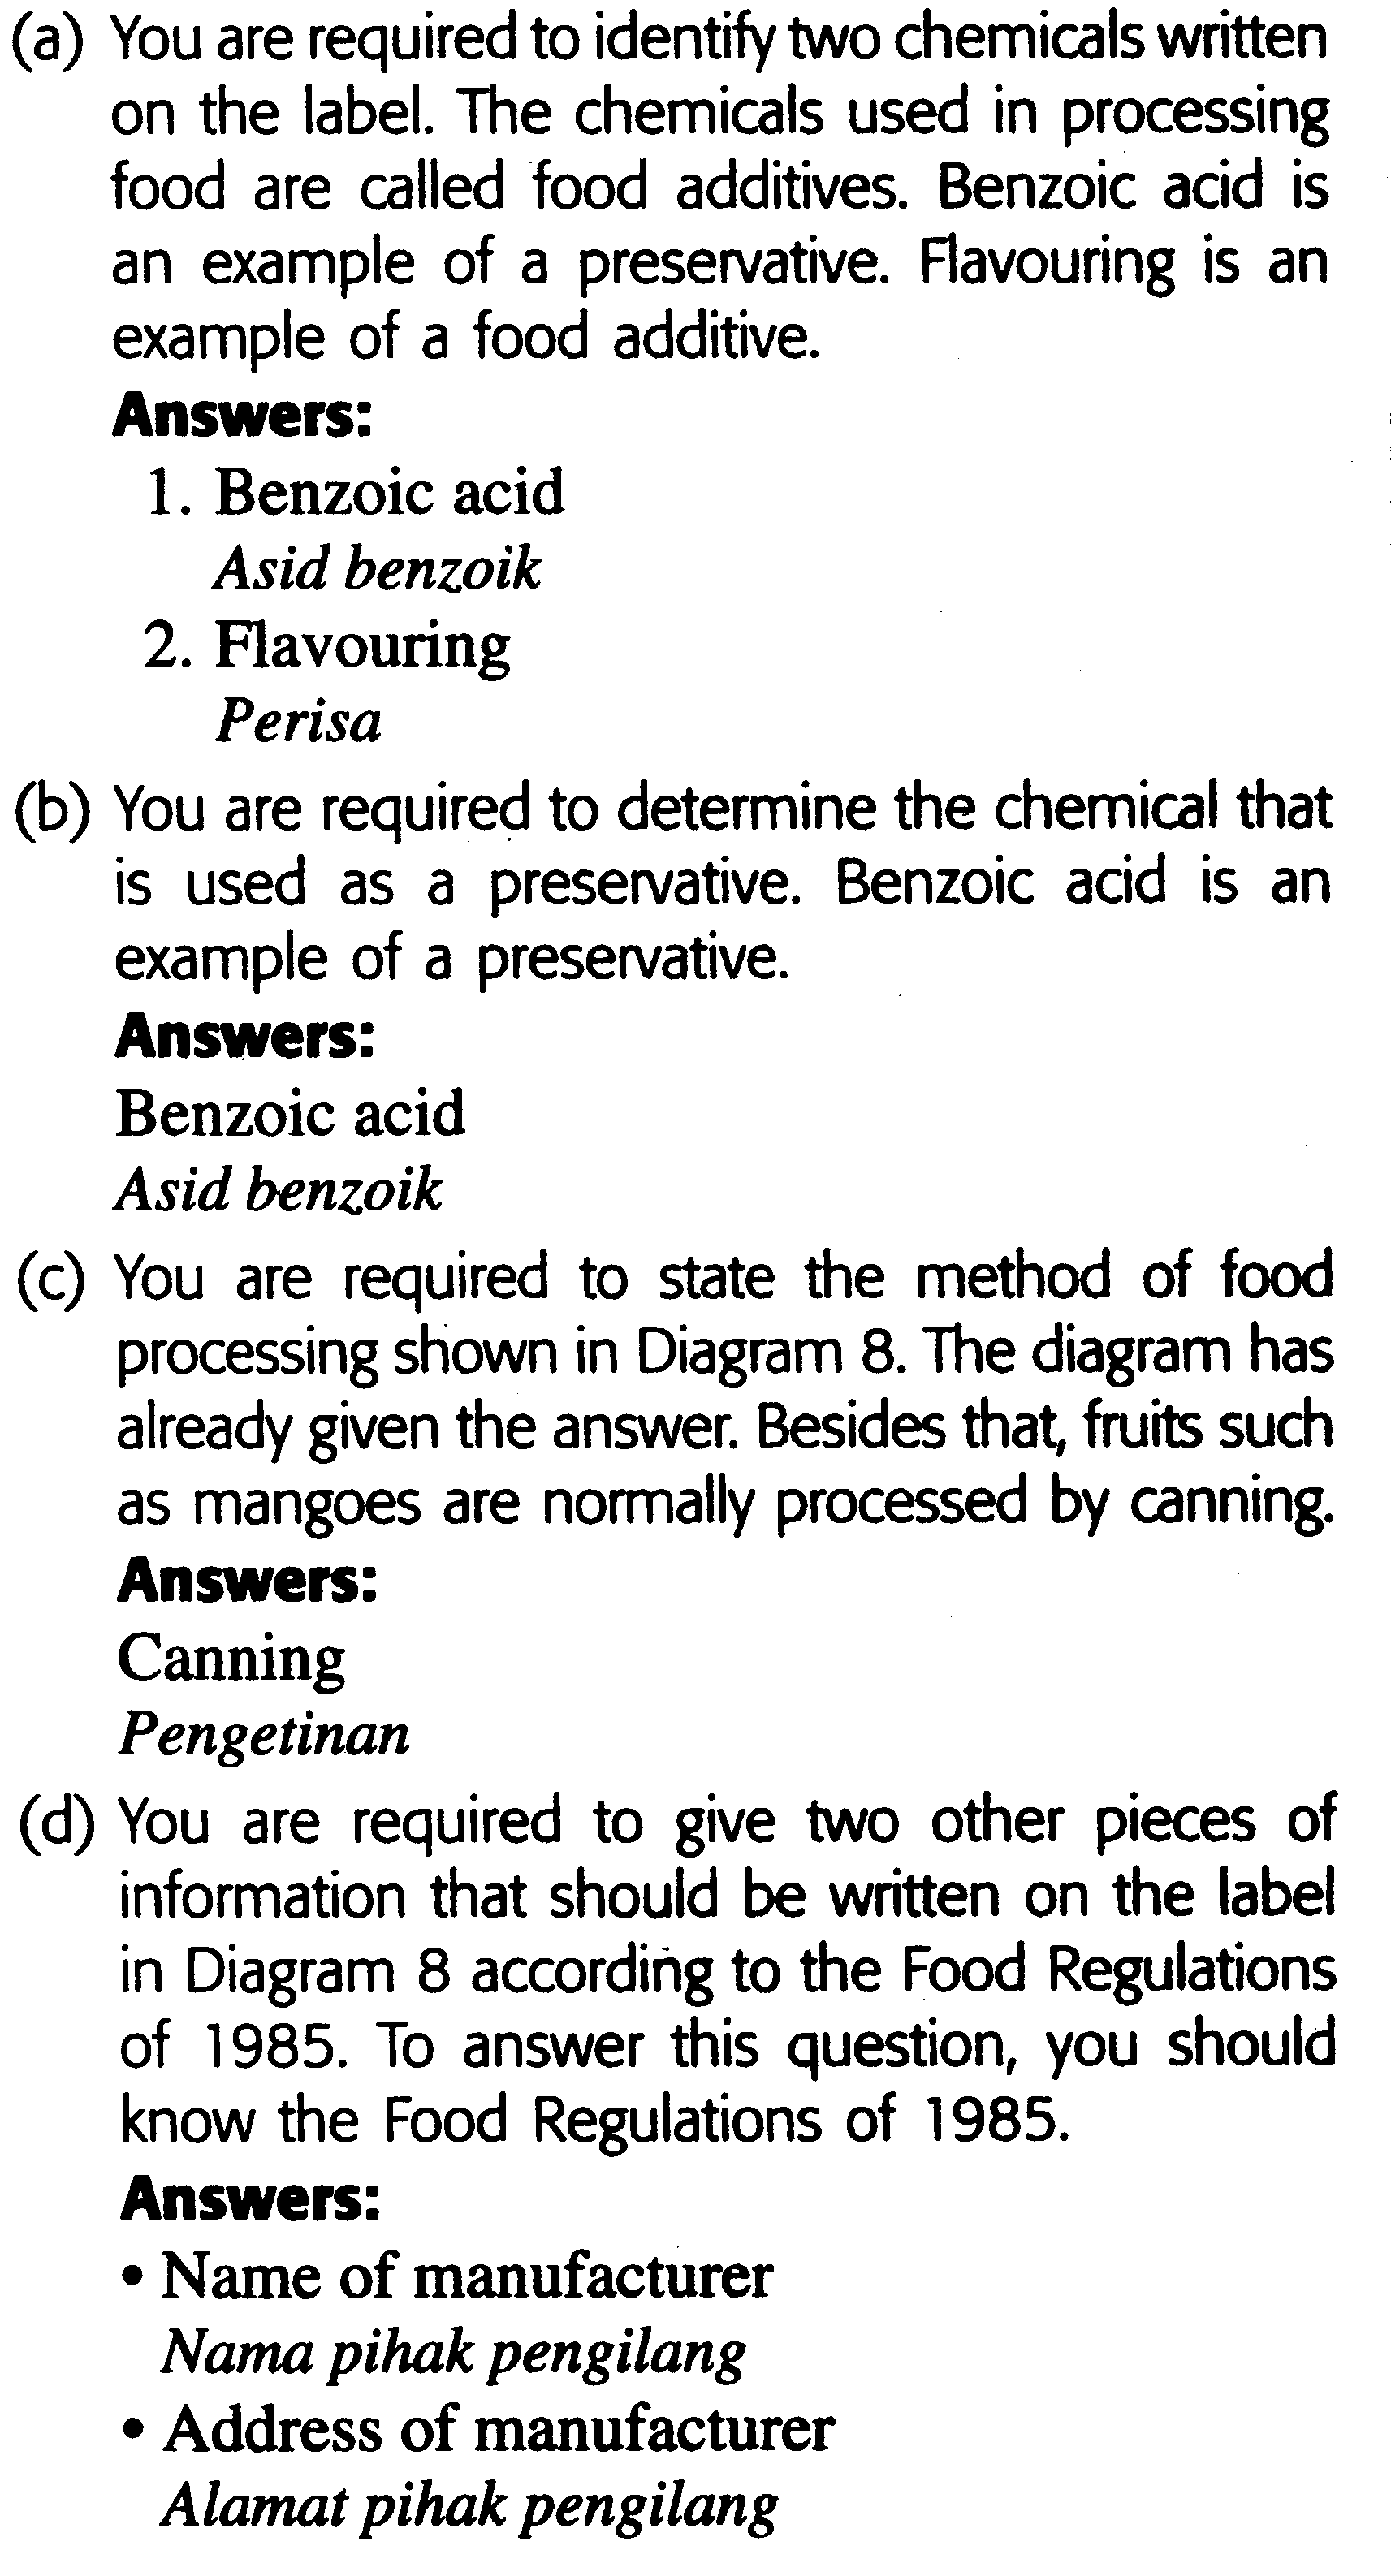 (a) You are required to identify two chemicals written
on the label. The chemicals used in processing
food are called food additives. Benzoic acid is
an example of a preservative. Flavouring is an
example of a food additive.
Answers:
1. Benzoic acid
Asid benzoik
2. Flavouring
Perisa
(b) You are required to determine the chemical that
is used as a preservative. Benzoic acid is an
example of a preservative.
Answers:
Benzoic acid
Asid benzoik
(c) You are required to state the method of food
processing shown in Diagram 8. The diagram has
already given the answer. Besides that, fruits such
as mangoes are normally processed by canning.
Answers:
Canning
Pengetinan
(d) You are required to give two other pieces of
information that should be written on the label
in Diagram 8 according to the Food Regulations
of 1985. To answer this question, you should
know the Food Regulations of 1985.
Answers:
• Name of manufacturer
Nama pihak pengilang
• Address of manufacturer
Alamat pihak pengilang